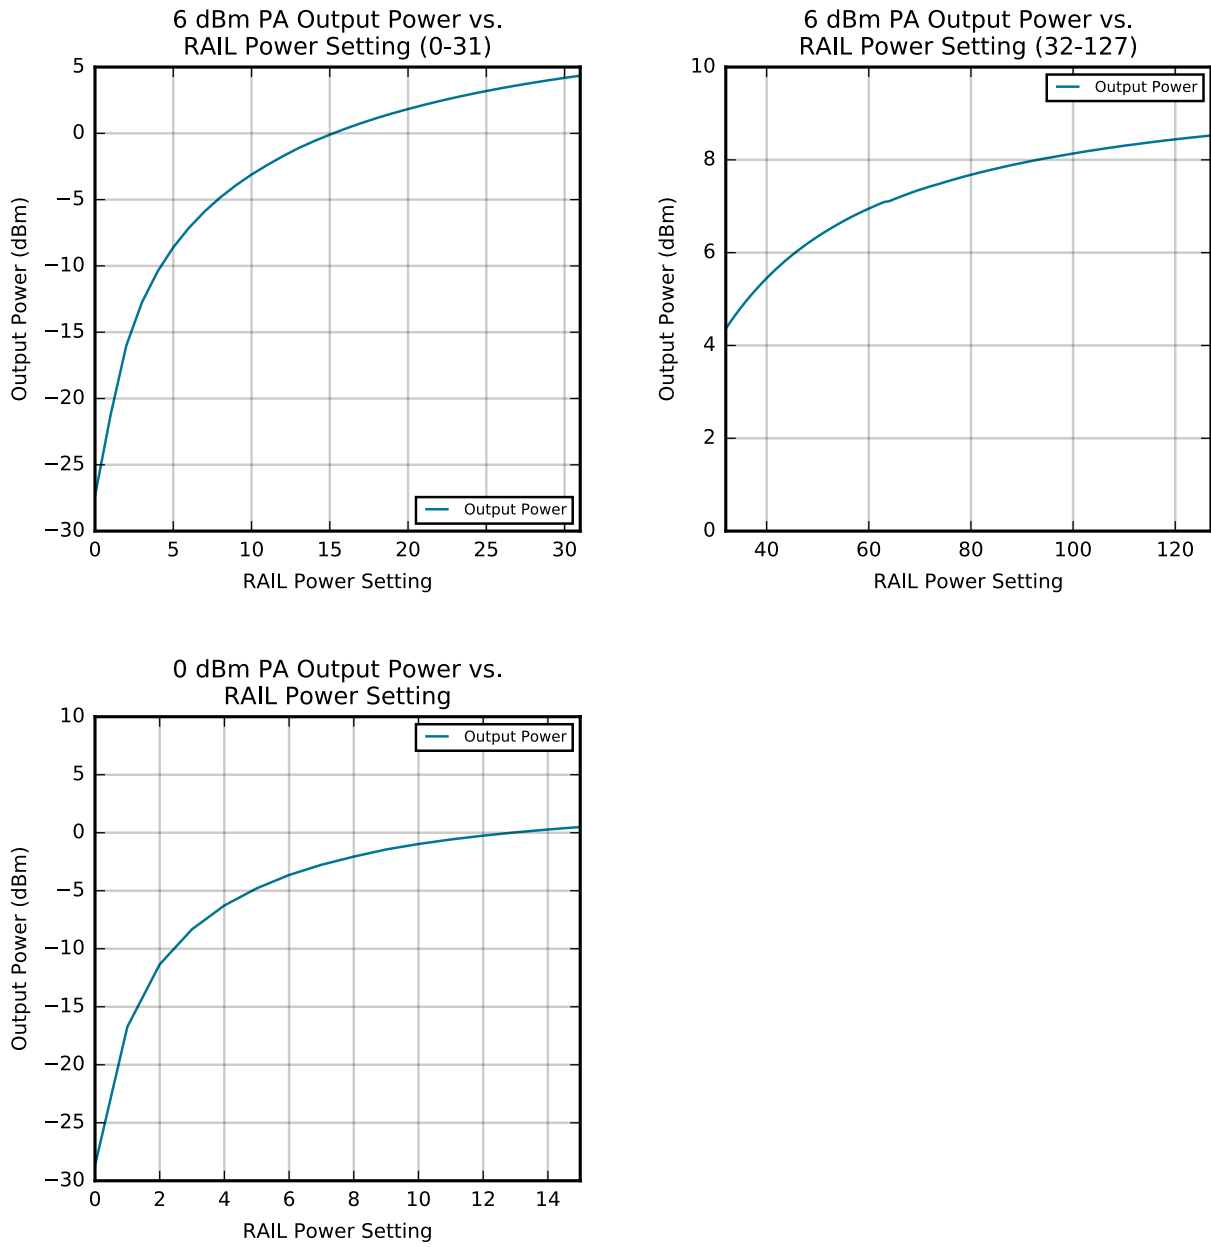 6 dBm PA Output Power vs.
RAIL Power Setting (0-31)
5
0
−5
−10
−15
−20
−25
−30
Output Power (dBm)
Output Power
0 5 10 15 20 25 30
RAIL Power Setting
6 dBm PA Output Power vs.
RAIL Power Setting (32-127)
10
8
6
4
2
0
Output Power (dBm)
Output Power
40 60 80 100 120
RAIL Power Setting
0 dBm PA Output Power vs.
RAIL Power Setting
10
5
0
−5
−10
−15
−20
−25
−30
Output Power (dBm)
Output Power
0 2 4 6 8 10 12 14
RAIL Power Setting